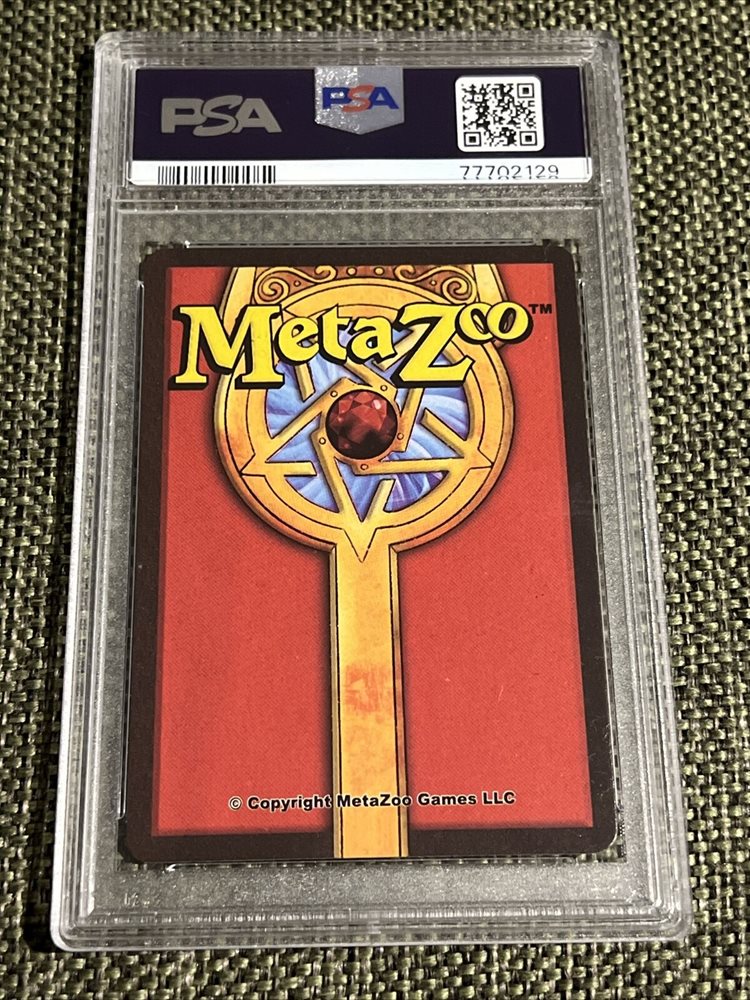 PSA PSA
77702129
MetaZoo™
© Copyright MetaZoo Games LLC